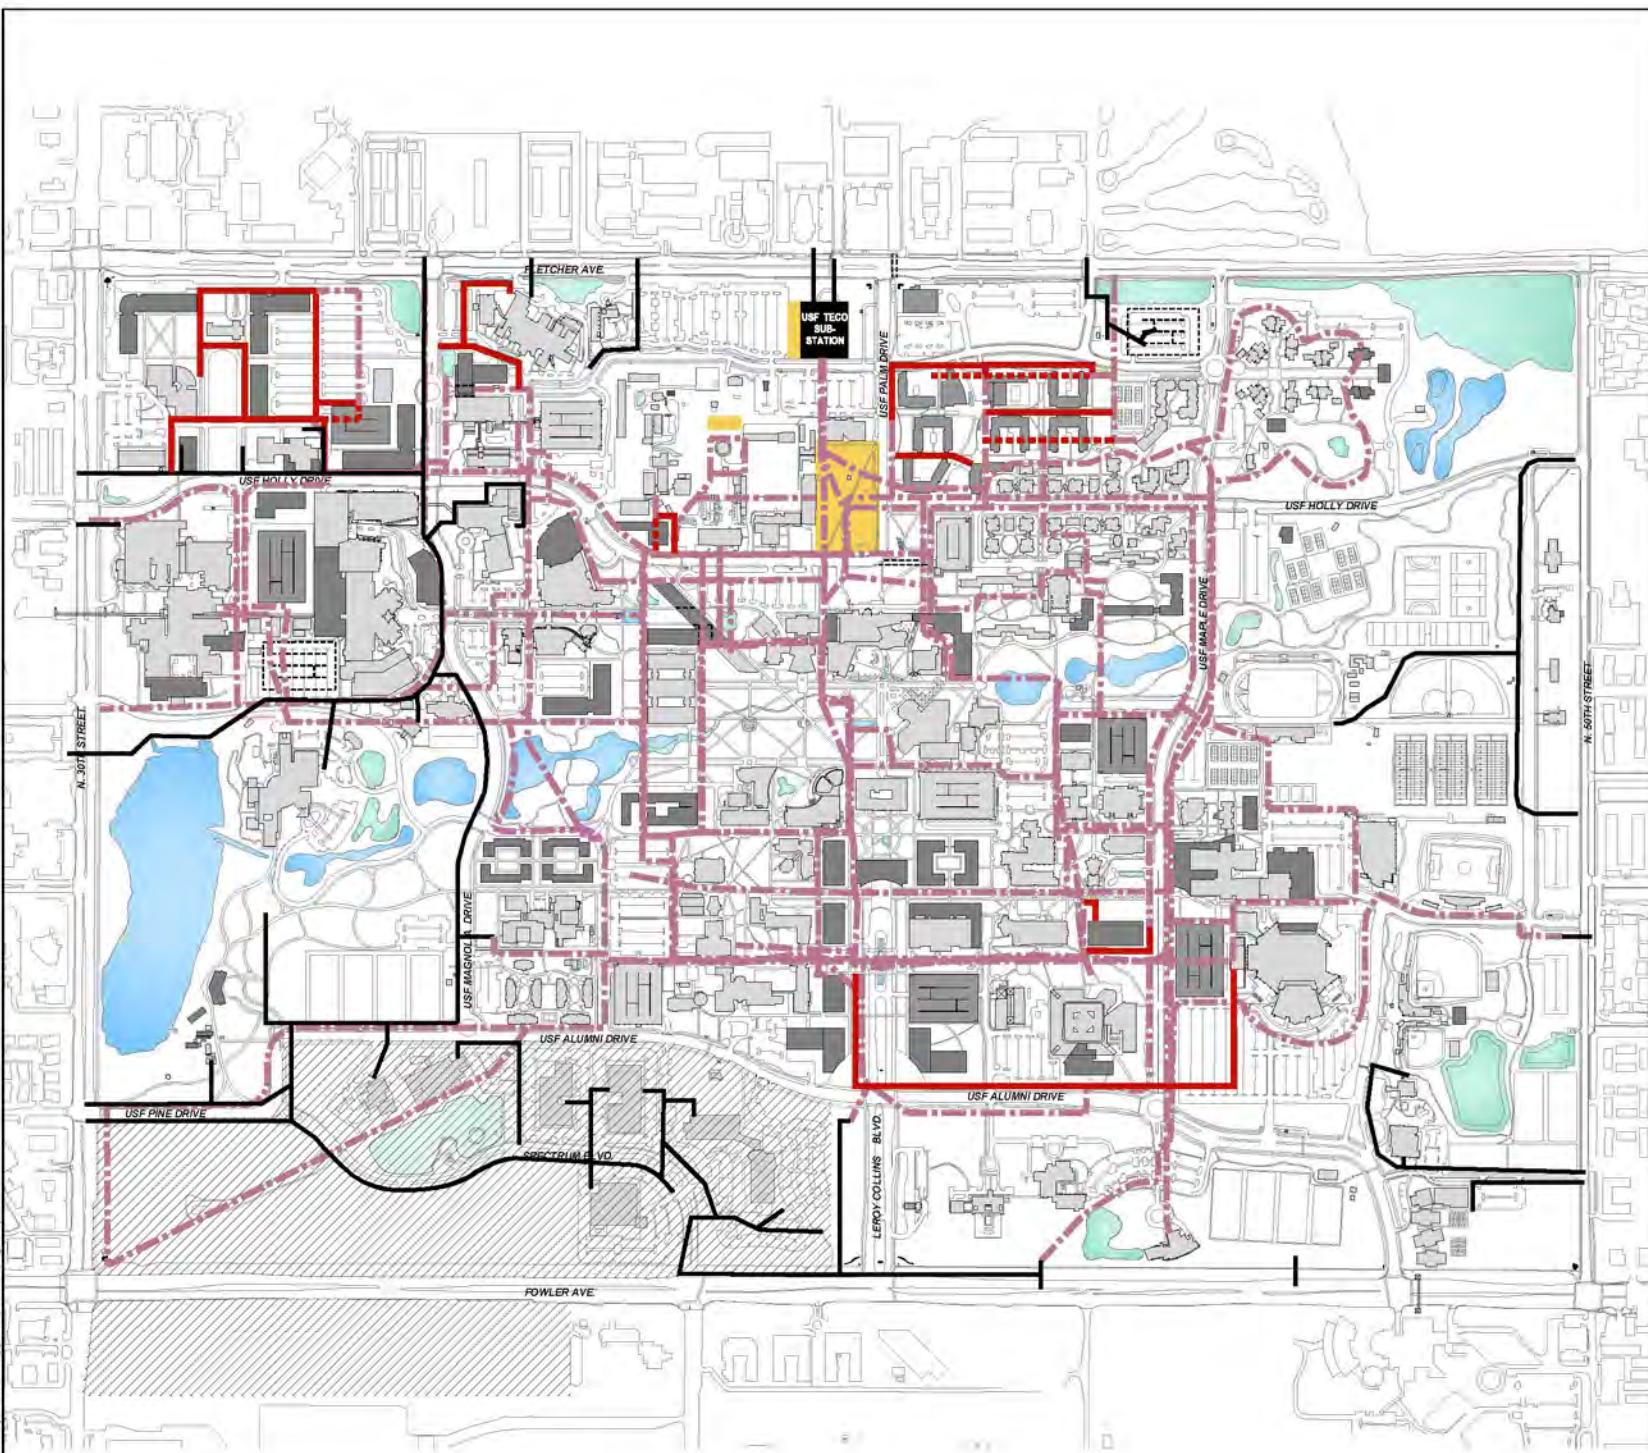 FLETCHER AVE.
USF TECO
SUB-
STATION
USF PALM DRIVE
USF HOLLY DRIVE
USF HOLLY DRIVE
USF MAPLE DRIVE
N. 30TH STREET
N. 50TH STREET
USF MAGNOLIA DRIVE
USF ALUMNI DRIVE
USF ALUMNI DRIVE
USF PINE DRIVE
SPECTRUM BLVD.
LEROY COLLINS BLVD.
FOWLER AVE.